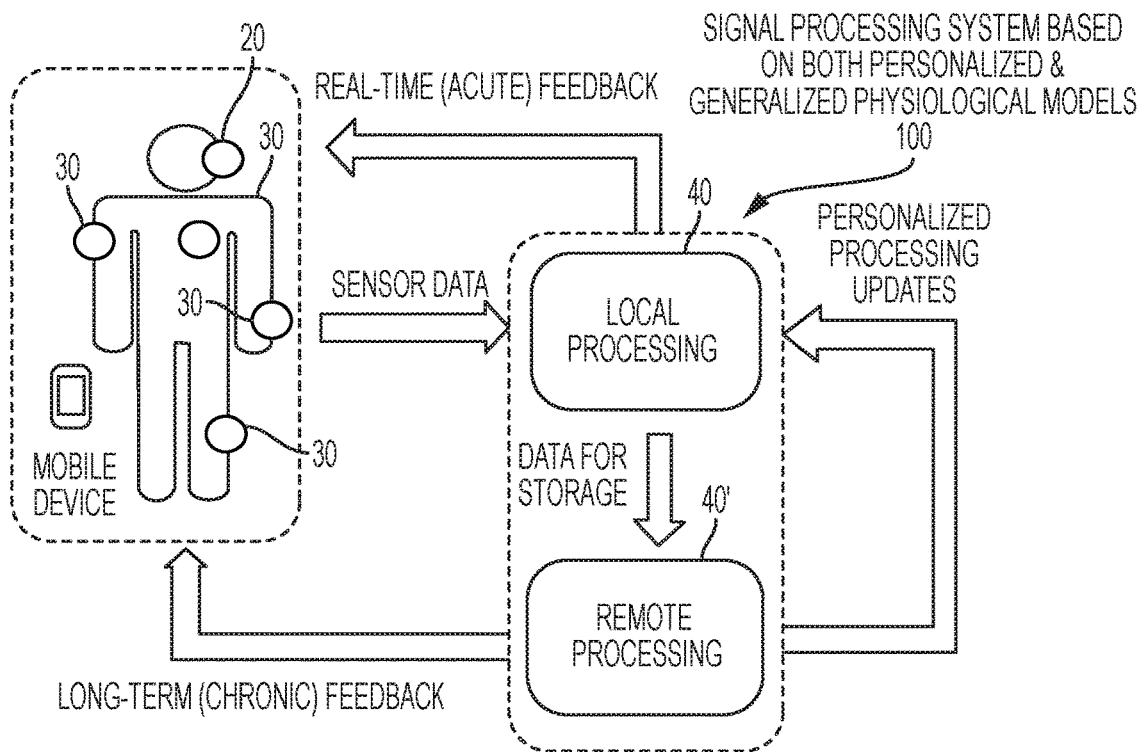 SIGNAL PROCESSING SYSTEM BASED
ON BOTH PERSONALIZED &
GENERALIZED PHYSIOLOGICAL MODELS
100
20
REAL-TIME (ACUTE) FEEDBACK
30
30
40
PERSONALIZED
PROCESSING
UPDATES
SENSOR DATA
30
LOCAL
PROCESSING
30
MOBILE
DEVICE
DATA FOR
STORAGE
40'
REMOTE
PROCESSING
LONG-TERM (CHRONIC) FEEDBACK